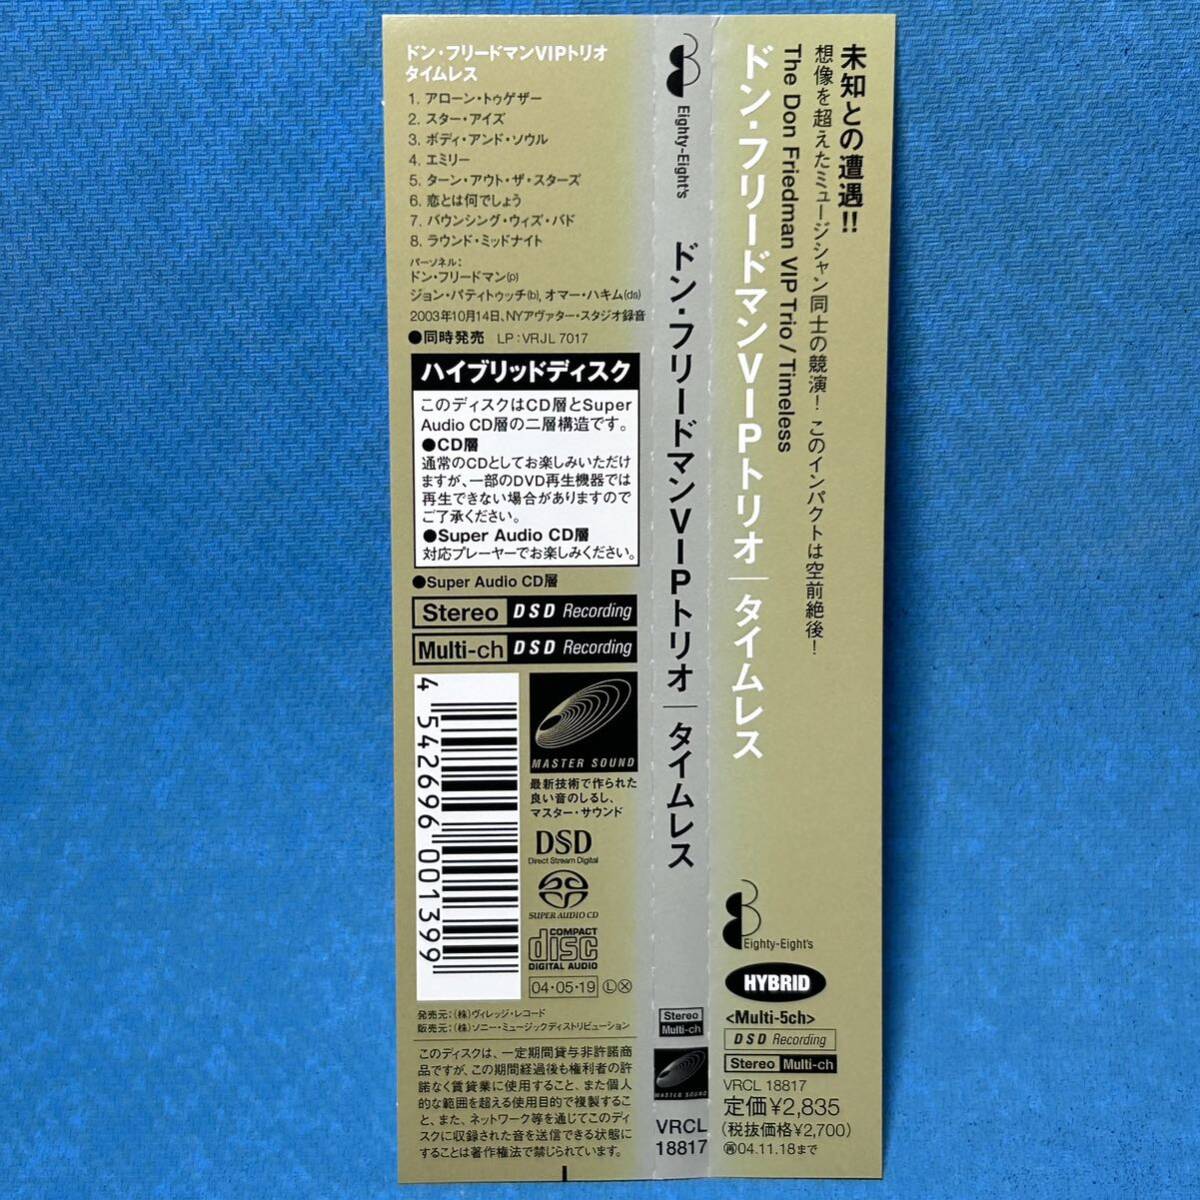 ドン・フリードマンVIPトリオ
タイムレス
1. アローン・トゥゲザー
2. スター・アイズ
3. ボディ・アンド・ソウル
4. エミリー
5. ターン・アウト・ザ・スターズ
6. 恋とは何でしょう
7. バウンシング・ウィズ・バド
8. ラウンド・ミッドナイト
パーソネル：
ドン・フリードマン(p)
ジョン・パティトゥッチ(b), オマー・ハキム(ds)
2003年10月14日、NYアヴァター・スタジオ録音
●同時発売 LP：VRJL 7017
ハイブリッドディスク
このディスクはCD層とSuper
Audio CD層の二層構造です。
●CD層
通常のCDとしてお楽しみいただけ
ますが、一部のDVD再生機器では
再生できない場合がありますので
ご了承ください。
●Super Audio CD層
対応プレーヤーでお楽しみください。
●Super Audio CD層
Stereo DSD Recording
Multi-ch DSD Recording
4 542696 001399
MASTER SOUND
最新技術で作られた
良い音のしるし、
マスター・サウンド
DSD
Direct Stream Digital
SUPER AUDIO CD
COMPACT
disc
DIGITAL AUDIO
04・05・19 Ⓛ Ⓧ
発売元：(株)ヴィレッジ・レコード
販売元：(株)ソニー・ミュージックディストリビューション
このディスクは、一定期間貸与非許諾商
品ですが、この期間経過後も権利者の許
諾なく賃貸業に使用すること、また個人
的な範囲を超える使用目的で複製するこ
と、また、ネットワーク等を通じてこのディ
スクに収録された音を送信できる状態に
することは著作権法で禁じられています。
Eighty-Eight's
ドン・フリードマンVIPトリオ｜タイムレス
Stereo
Multi-ch
MASTER SOUND
VRCL
18817
未知との遭遇!!
想像を超えたミュージシャン同士の競演！このインパクトは空前絶後！
The Don Friedman VIP Trio / Timeless
ドン・フリードマンVIPトリオ｜タイムレス
Eighty-Eight's
HYBRID
<Multi-5ch>
DSD Recording
Stereo Multi-ch
VRCL 18817
定価¥2,835
(税抜価格¥2,700)
㊢04.11.18まで